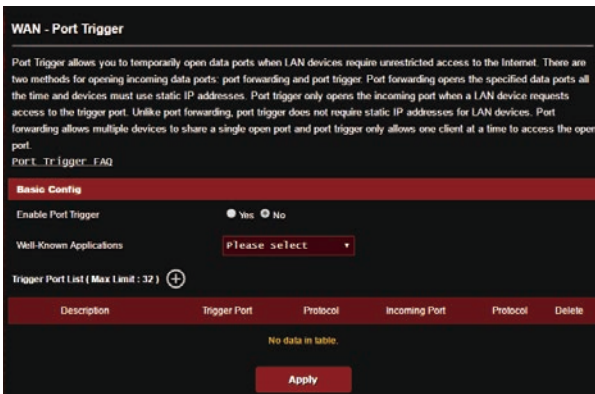 WAN - Port Trigger
Port Trigger allows you to temporarily open data ports when LAN devices require unrestricted access to the Internet. There are
two methods for opening incoming data ports: port forwarding and port trigger. Port forwarding opens the specified data ports all
the time and devices must use static IP addresses. Port trigger only opens the incoming port when a LAN device requests
access to the trigger port. Unlike port forwarding, port trigger does not require static IP addresses for LAN devices. Port
forwarding allows multiple devices to share a single open port and port trigger only allows one client at a time to access the open
port.
Port Trigger FAQ
Basic Config
Enable Port Trigger Yes No
Well-Known Applications Please select
Trigger Port List ( Max Limit : 32 )
Description Trigger Port Protocol Incoming Port Protocol Delete
No data in table.
Apply